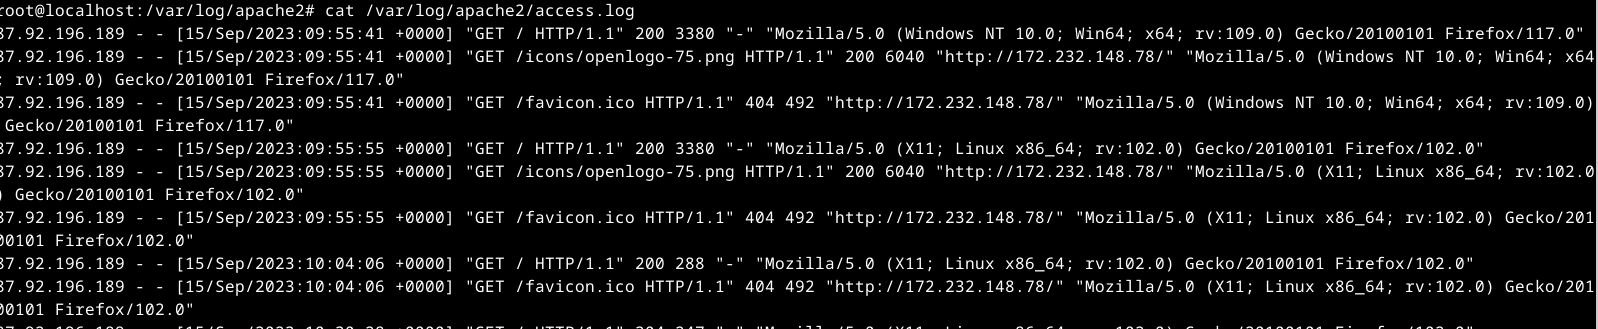 root@localhost:/var/log/apache2# cat /var/log/apache2/access.log
37.92.196.189 - - [15/Sep/2023:09:55:41 +0000] "GET / HTTP/1.1" 200 3380 "-" "Mozilla/5.0 (Windows NT 10.0; Win64; x64; rv:109.0) Gecko/20100101 Firefox/117.0"
37.92.196.189 - - [15/Sep/2023:09:55:41 +0000] "GET /icons/openlogo-75.png HTTP/1.1" 200 6040 "http://172.232.148.78/" "Mozilla/5.0 (Windows NT 10.0; Win64; x64
; rv:109.0) Gecko/20100101 Firefox/117.0"
37.92.196.189 - - [15/Sep/2023:09:55:41 +0000] "GET /favicon.ico HTTP/1.1" 404 492 "http://172.232.148.78/" "Mozilla/5.0 (Windows NT 10.0; Win64; x64; rv:109.0)
Gecko/20100101 Firefox/117.0"
37.92.196.189 - - [15/Sep/2023:09:55:55 +0000] "GET / HTTP/1.1" 200 3380 "-" "Mozilla/5.0 (X11; Linux x86_64; rv:102.0) Gecko/20100101 Firefox/102.0"
37.92.196.189 - - [15/Sep/2023:09:55:55 +0000] "GET /icons/openlogo-75.png HTTP/1.1" 200 6040 "http://172.232.148.78/" "Mozilla/5.0 (X11; Linux x86_64; rv:102.0
) Gecko/20100101 Firefox/102.0"
37.92.196.189 - - [15/Sep/2023:09:55:55 +0000] "GET /favicon.ico HTTP/1.1" 404 492 "http://172.232.148.78/" "Mozilla/5.0 (X11; Linux x86_64; rv:102.0) Gecko/201
00101 Firefox/102.0"
37.92.196.189 - - [15/Sep/2023:10:04:06 +0000] "GET / HTTP/1.1" 200 288 "-" "Mozilla/5.0 (X11; Linux x86_64; rv:102.0) Gecko/20100101 Firefox/102.0"
37.92.196.189 - - [15/Sep/2023:10:04:06 +0000] "GET /favicon.ico HTTP/1.1" 404 492 "http://172.232.148.78/" "Mozilla/5.0 (X11; Linux x86_64; rv:102.0) Gecko/201
00101 Firefox/102.0"